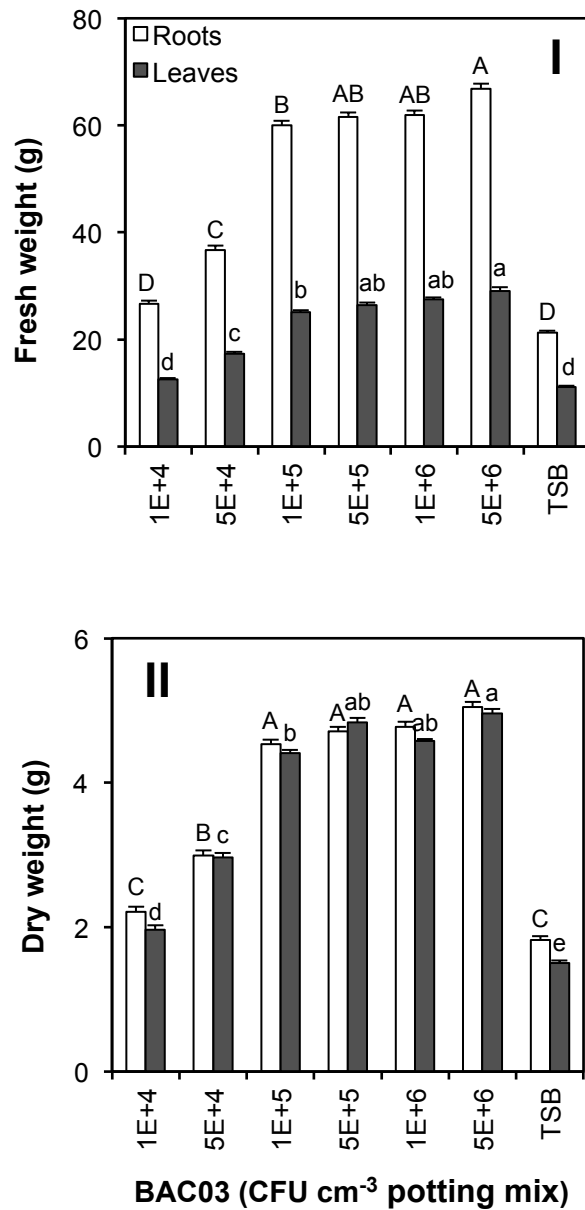 80
Roots
Leaves
I
A
B
AB
AB
60
Fresh weight (g)
40
C
D
a
b
ab
ab
c
D
20
d
d
0
1E+4
5E+4
1E+5
5E+5
1E+6
5E+6
TSB
6
II
A
b
A
ab
A
ab
A
a
Dry weight (g)
4
B
c
C
d
2
C
e
0
1E+4
5E+4
1E+5
5E+5
1E+6
5E+6
TSB
BAC03 (CFU cm⁻³ potting mix)